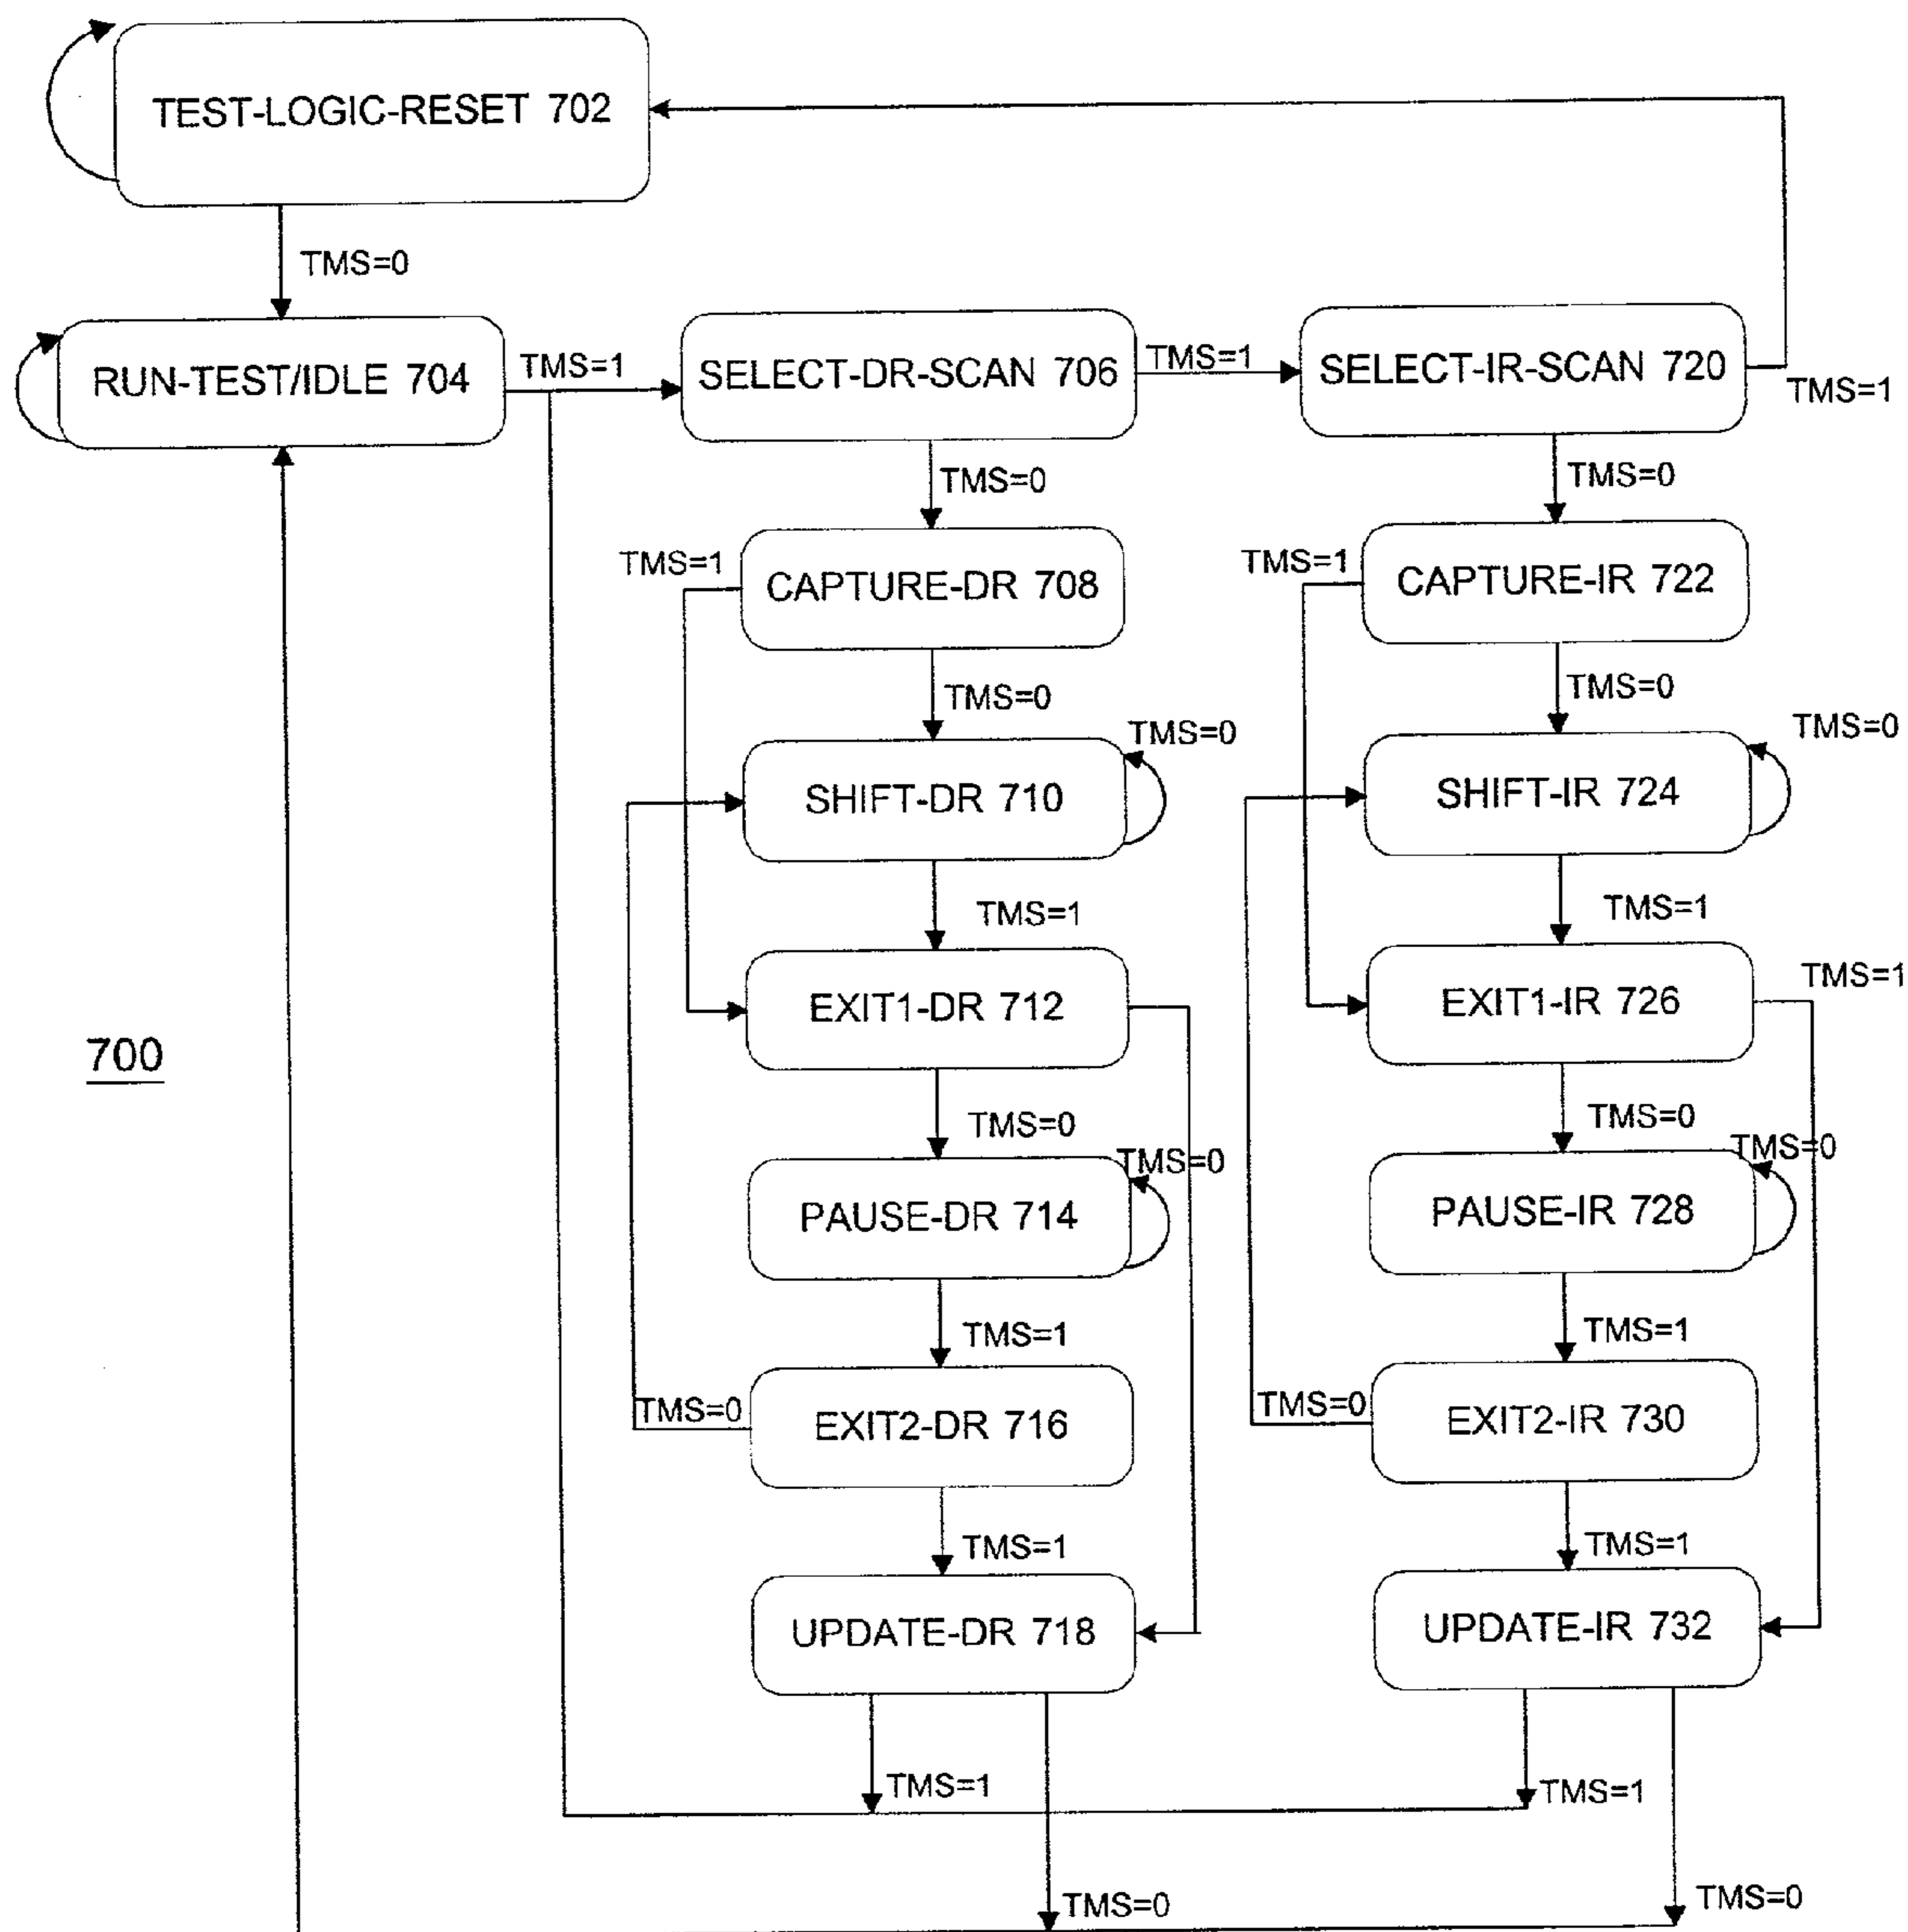 TEST-LOGIC-RESET 702
TMS=0
RUN-TEST/IDLE 704
TMS=1
SELECT-DR-SCAN 706
TMS=1
SELECT-IR-SCAN 720
TMS=1
TMS=0
TMS=0
TMS=1
CAPTURE-DR 708
TMS=1
CAPTURE-IR 722
TMS=0
TMS=0
TMS=0
TMS=0
SHIFT-DR 710
SHIFT-IR 724
TMS=1
TMS=1
EXIT1-DR 712
EXIT1-IR 726
TMS=1
700
TMS=0
TMS=0
TMS=0
TMS=0
PAUSE-DR 714
PAUSE-IR 728
TMS=1
TMS=1
TMS=0
EXIT2-DR 716
TMS=0
EXIT2-IR 730
TMS=1
TMS=1
UPDATE-DR 718
UPDATE-IR 732
TMS=1
TMS=1
TMS=0
TMS=0